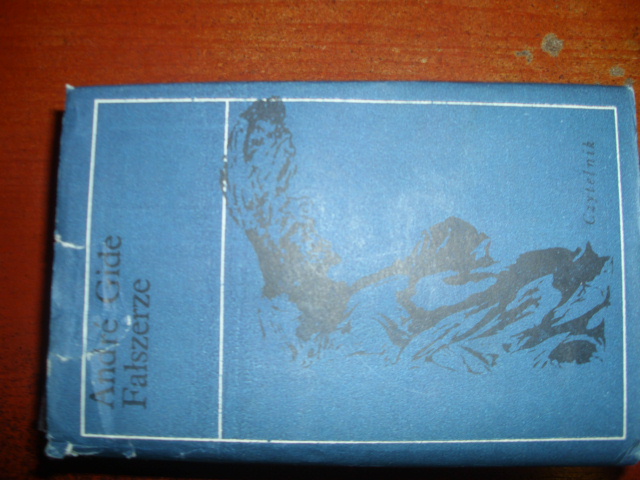 André Gide
Fałszerze
Czytelnik